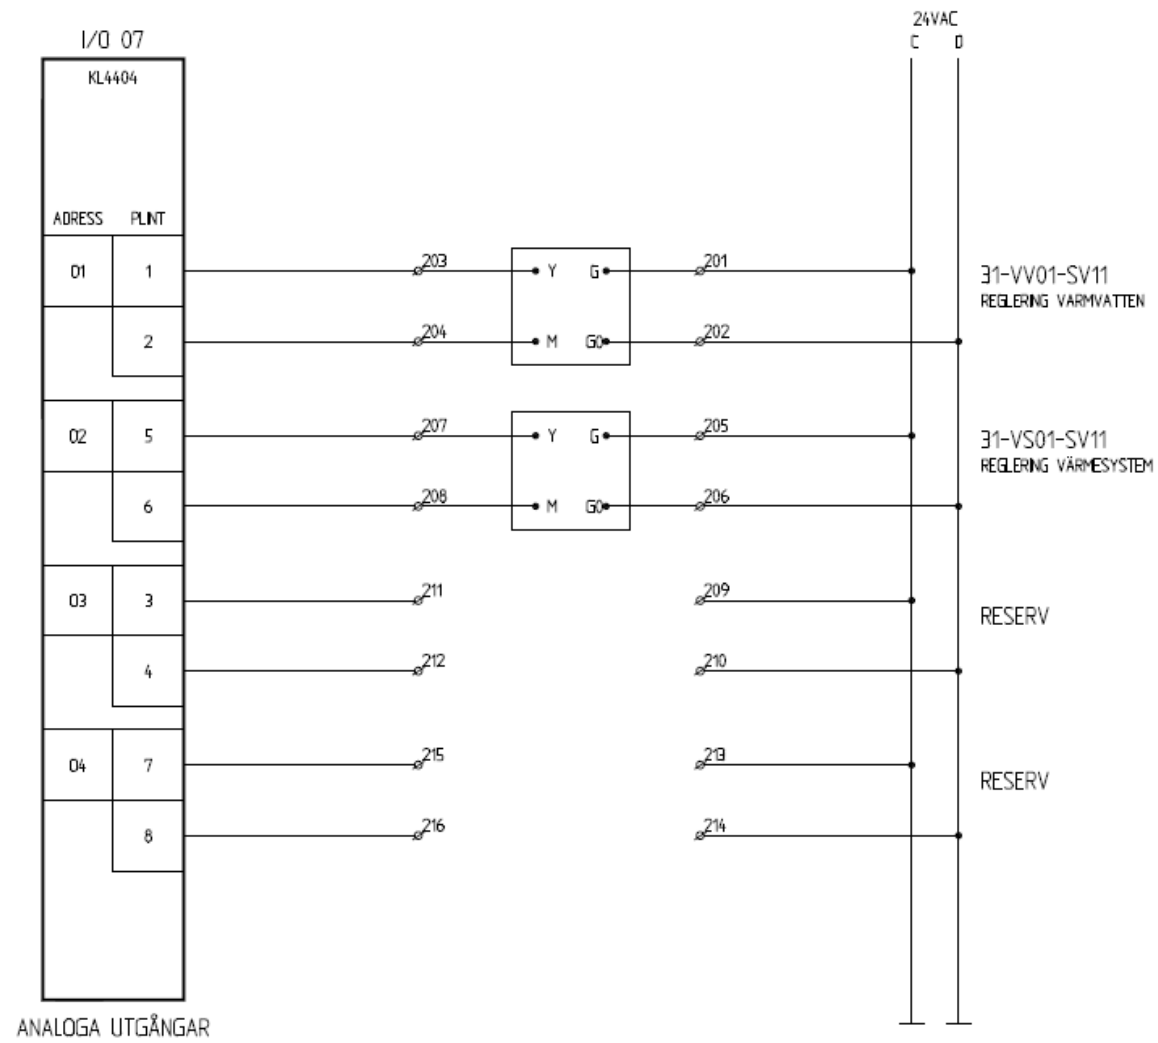 24VAC
C D
I/O 07
KL4404
ADRESS PLINT
01 1 203 Y G 201
31-VV01-SV11
REGLERING VARMVATTEN
2 204 M G0 202
02 5 207 Y G 205
31-VS01-SV11
REGLERING VÄRMESYSTEM
6 208 M G0 206
03 3 211 209
RESERV
4 212 210
04 7 215 213
RESERV
8 216 214
ANALOGA UTGÅNGAR